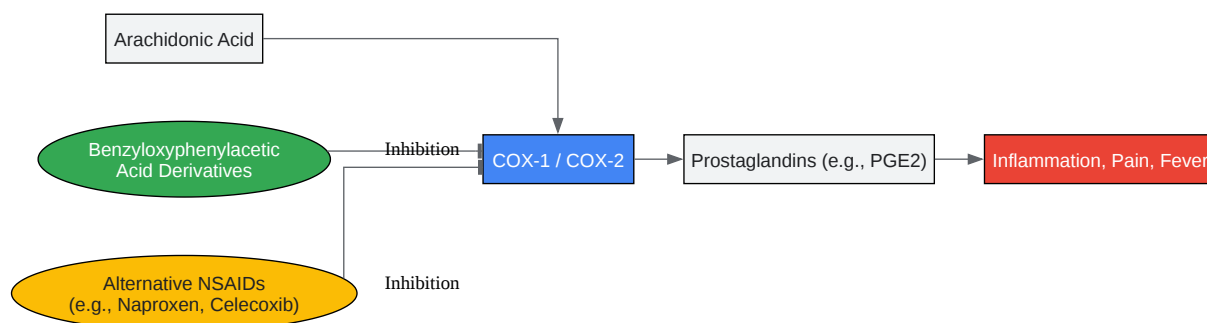 Arachidonic Acid
Benzyloxyphenylacetic
Acid Derivatives
Inhibition
COX-1 / COX-2
Prostaglandins (e.g., PGE2)
Inflammation, Pain, Fever
Alternative NSAIDs
(e.g., Naproxen, Celecoxib)
Inhibition